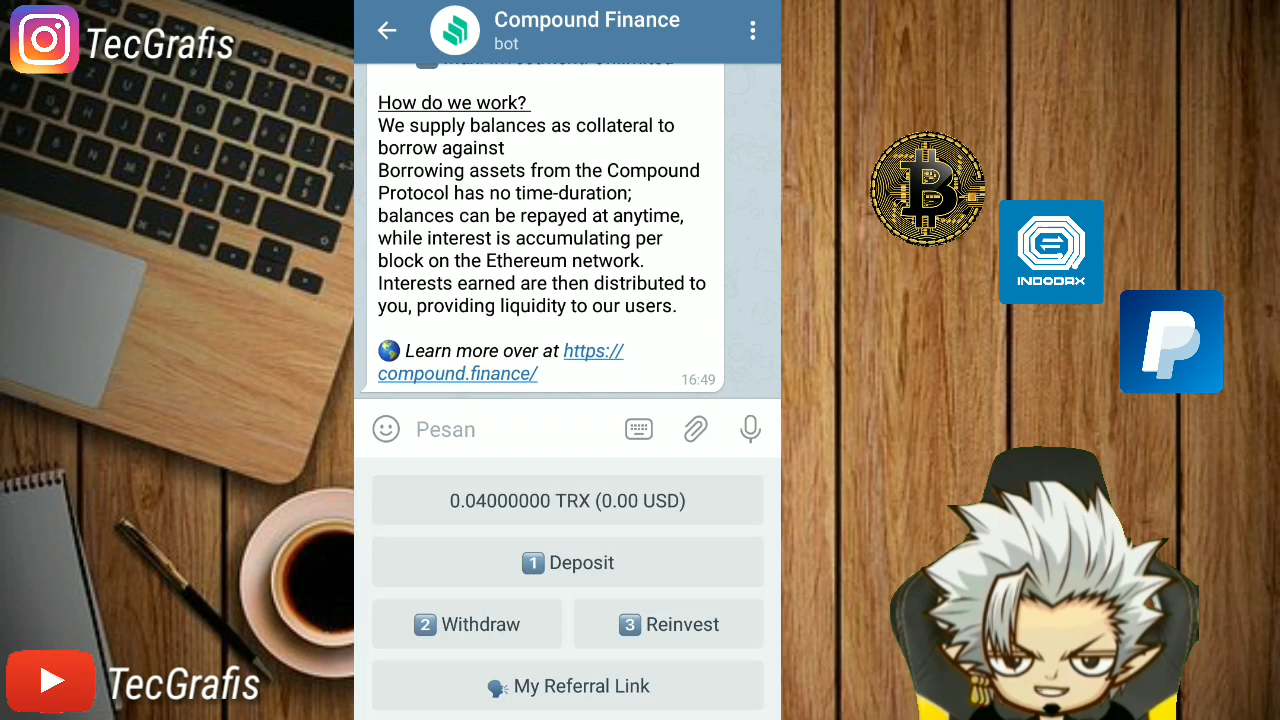 TecGrafis
Compound Finance
bot
How do we work?
We supply balances as collateral to
borrow against
Borrowing assets from the Compound
Protocol has no time-duration;
balances can be repayed at anytime,
while interest is accumulating per
block on the Ethereum network.
Interests earned are then distributed to
you, providing liquidity to our users.
Learn more over at https://
compound.finance/
16:49
Pesan
0.04000000 TRX (0.00 USD)
1 Deposit
2 Withdraw
3 Reinvest
My Referral Link
INDODAX
TecGrafis